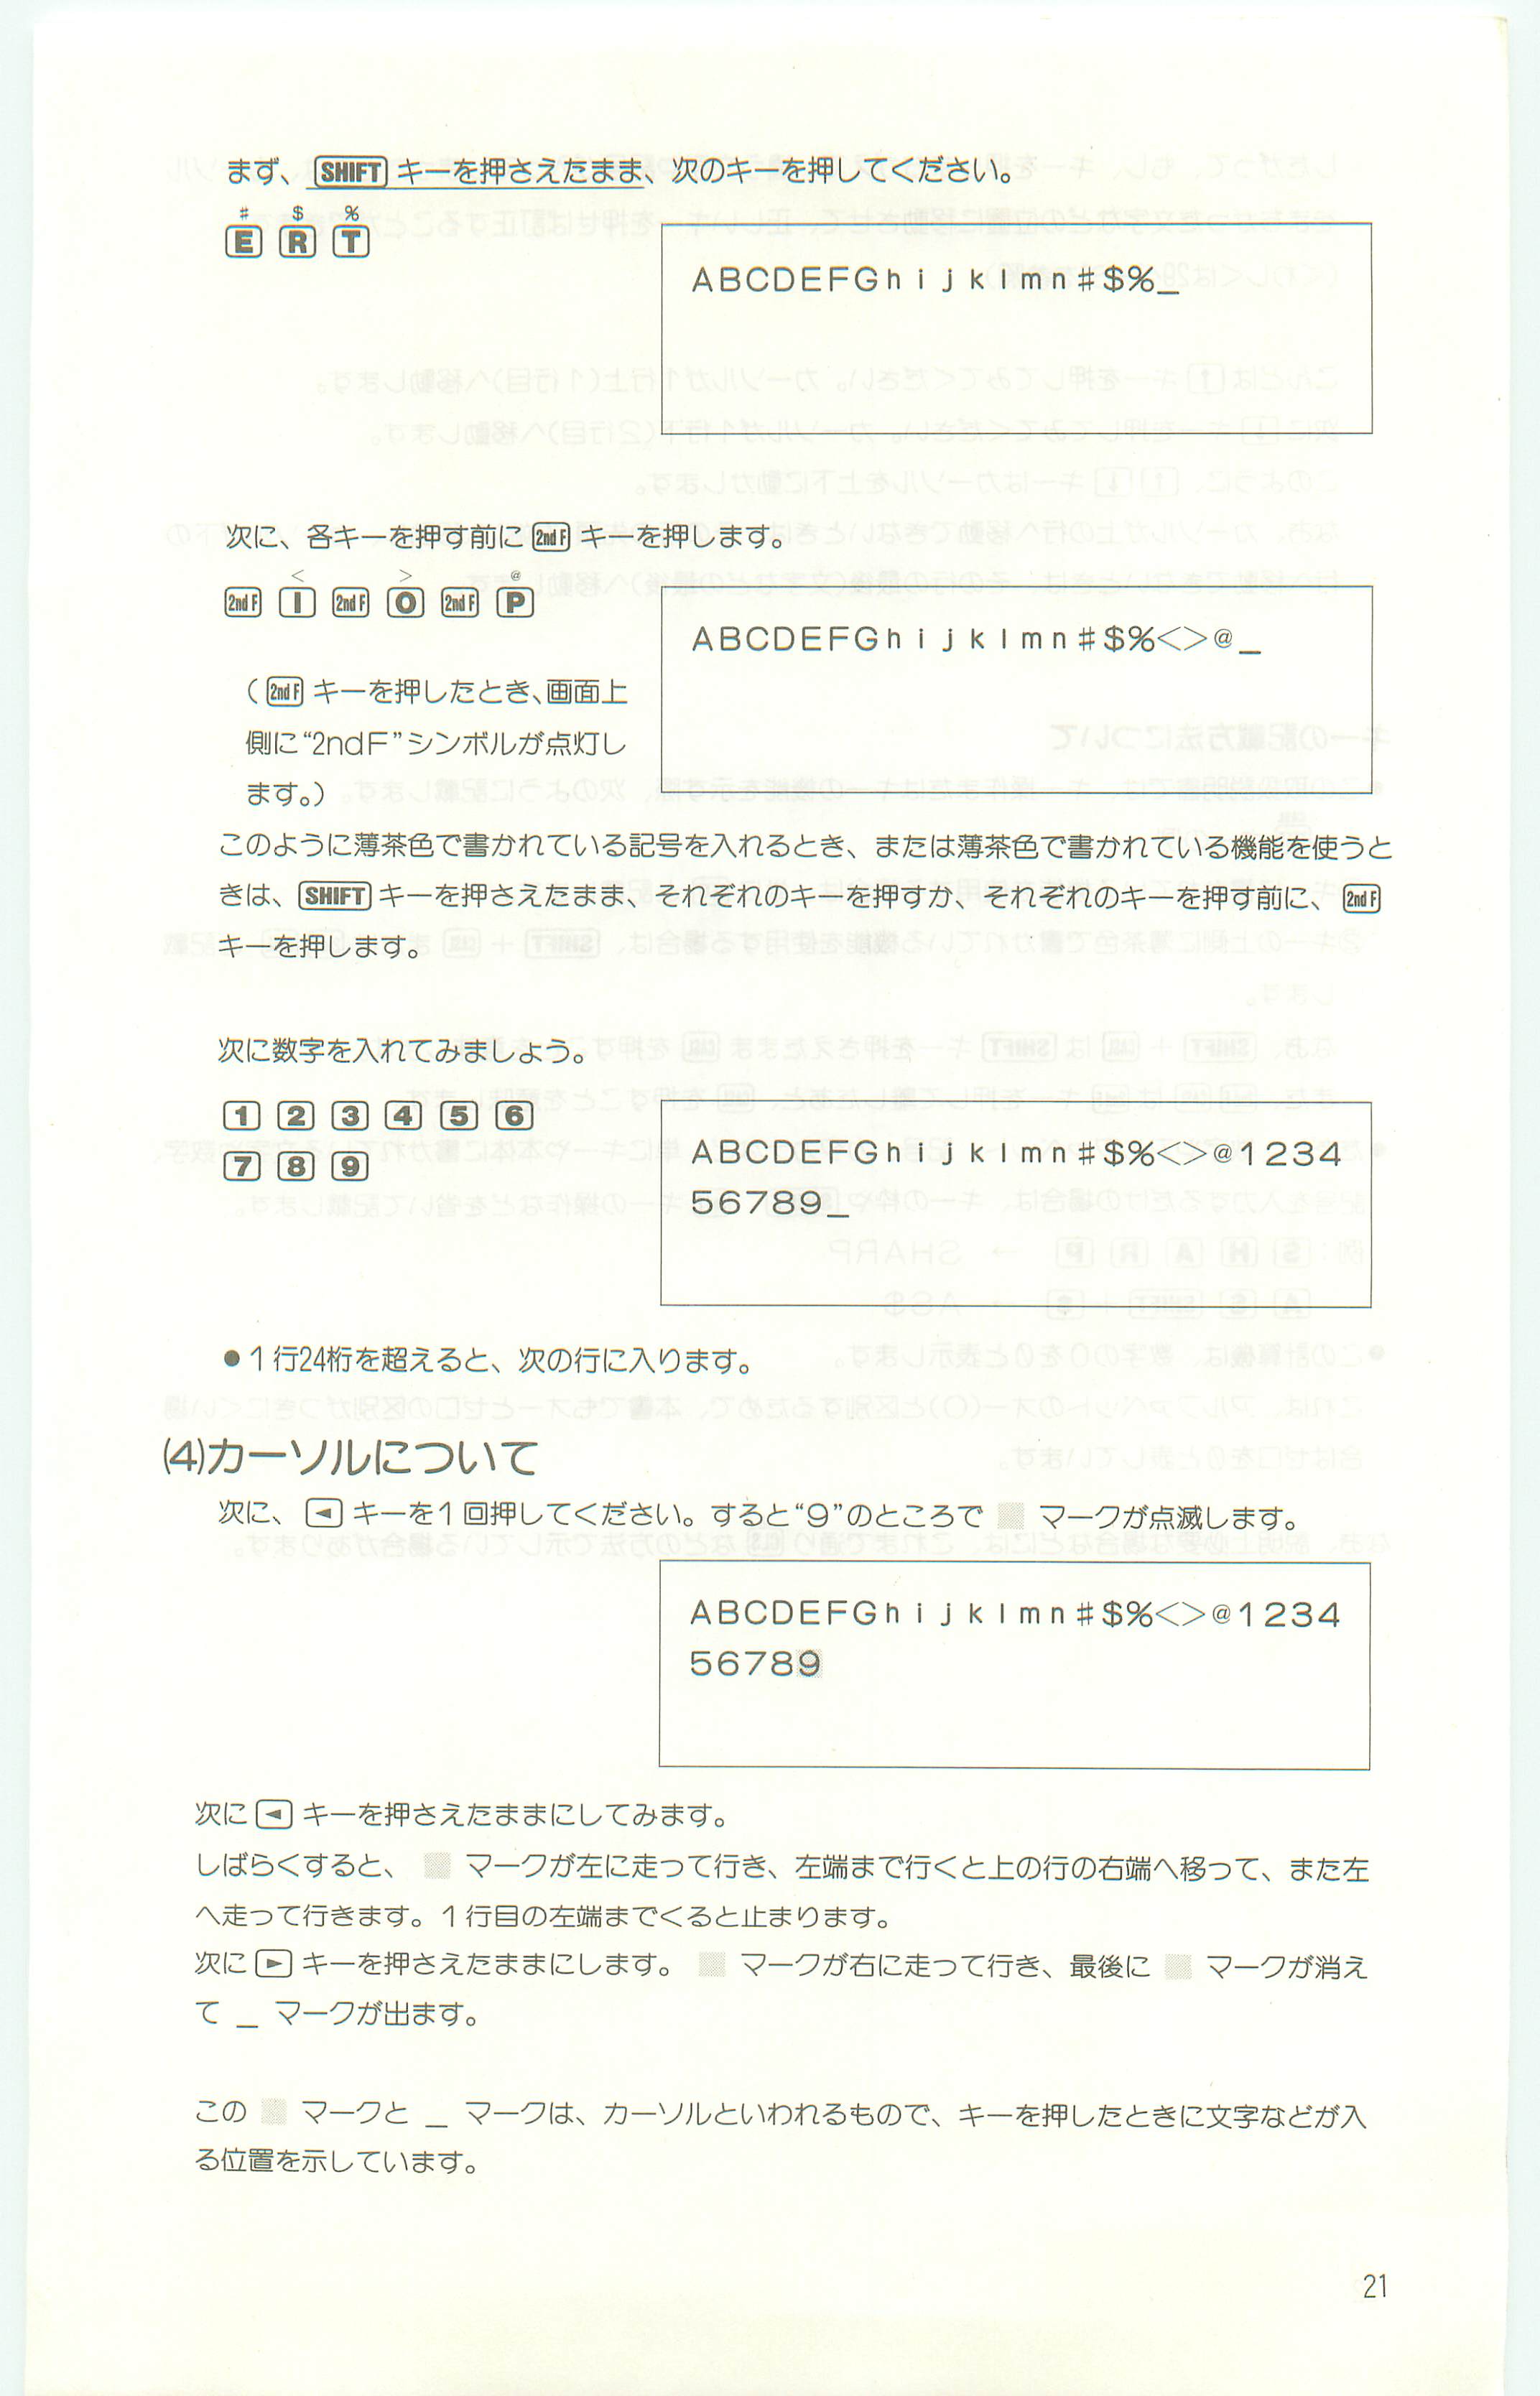 まず、SHIFT キーを押さえたまま、次のキーを押してください。
# $ %
E R T
ABCDEFGhijklmn#$%_
次に、各キーを押す前に 2nd F キーを押します。
< > @
2nd F I 2nd F O 2nd F P
ABCDEFGhijklmn#$%<>@_
(2nd F キーを押したとき、画面上
側に“2ndF”シンボルが点灯し
ます。)
このように薄茶色で書かれている記号を入れるとき、または薄茶色で書かれている機能を使うと
きは、SHIFT キーを押さえたまま、それぞれのキーを押すか、それぞれのキーを押す前に、2nd F
キーを押します。
次に数字を入れてみましょう。
1 2 3 4 5 6
7 8 9
ABCDEFGhijklmn#$%<>@1234
56789_
●1行24桁を超えると、次の行に入ります。
(4)カーソルについて
次に、◄ キーを1回押してください。すると“9”のところで ▒ マークが点滅します。
ABCDEFGhijklmn#$%<>@1234
56789
次に ◄ キーを押さえたままにしてみます。
しばらくすると、 ▒ マークが左に走って行き、左端まで行くと上の行の右端へ移って、また左
へ走って行きます。1行目の左端までくると止まります。
次に ► キーを押さえたままにします。 ▒ マークが右に走って行き、最後に ▒ マークが消え
て _ マークが出ます。
この ▒ マークと _ マークは、カーソルといわれるもので、キーを押したときに文字などが入
る位置を示しています。
21